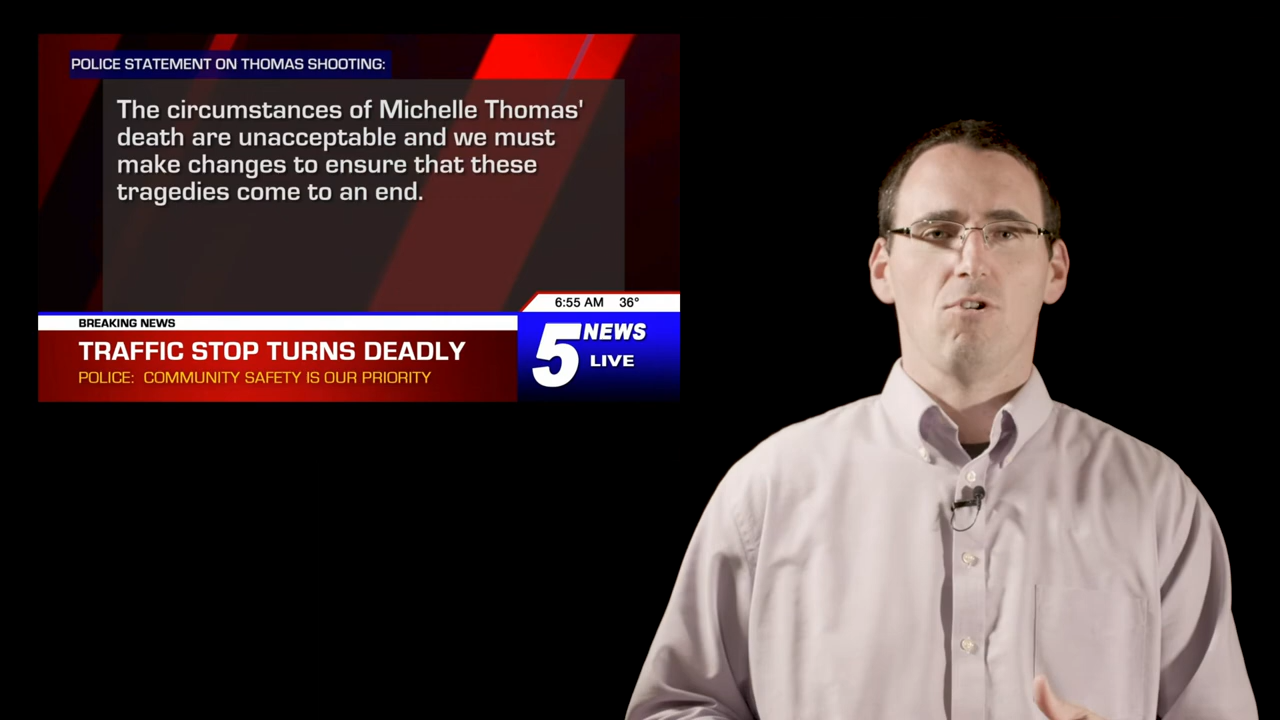 POLICE STATEMENT ON THOMAS SHOOTING:
The circumstances of Michelle Thomas'
death are unacceptable and we must
make changes to ensure that these
tragedies come to an end.
6:55 AM 36°
BREAKING NEWS
TRAFFIC STOP TURNS DEADLY
POLICE: COMMUNITY SAFETY IS OUR PRIORITY
5 NEWS
LIVE